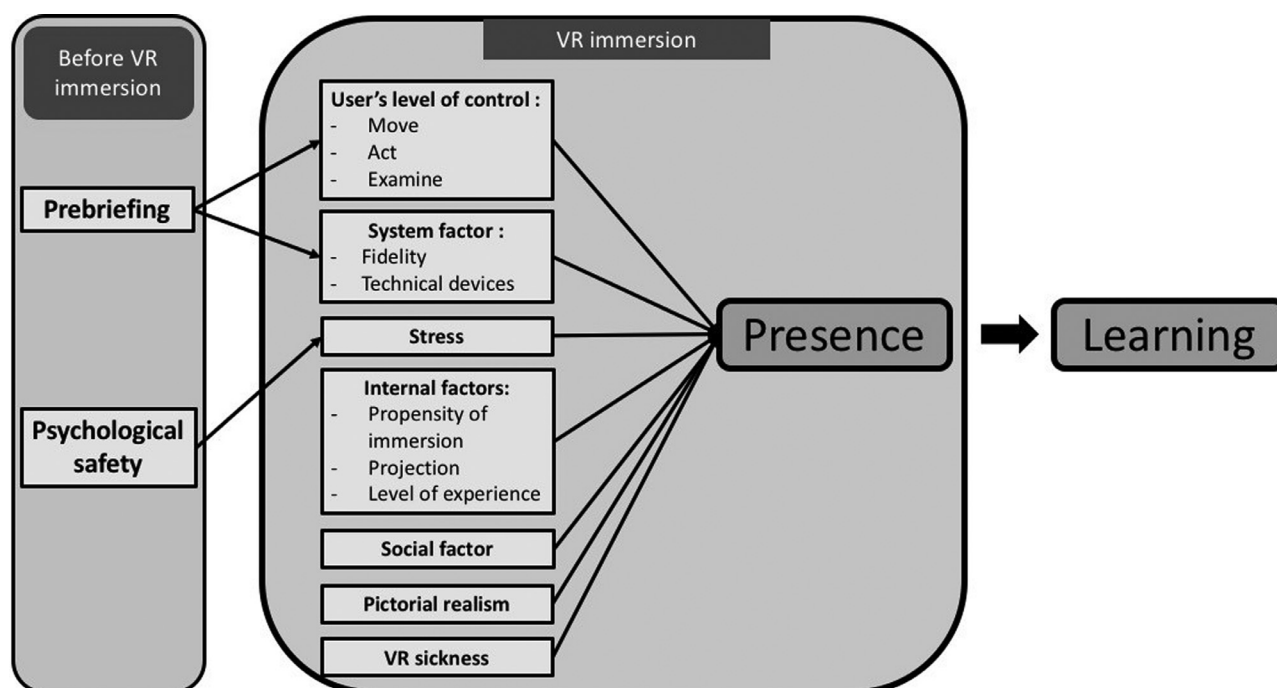 Before VR
immersion
Prebriefing
Psychological
safety
VR immersion
User’s level of control :
- Move
- Act
- Examine
System factor :
- Fidelity
- Technical devices
Stress
Internal factors:
- Propensity of
immersion
- Projection
- Level of experience
Social factor
Pictorial realism
VR sickness
Presence
Learning